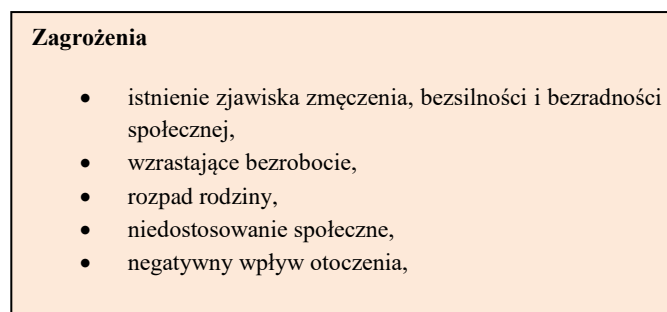 Zagrożenia
• istnienie zjawiska zmęczenia, bezsilności i bezradności
społecznej,
• wzrastające bezrobocie,
• rozpad rodziny,
• niedostosowanie społeczne,
• negatywny wpływ otoczenia,